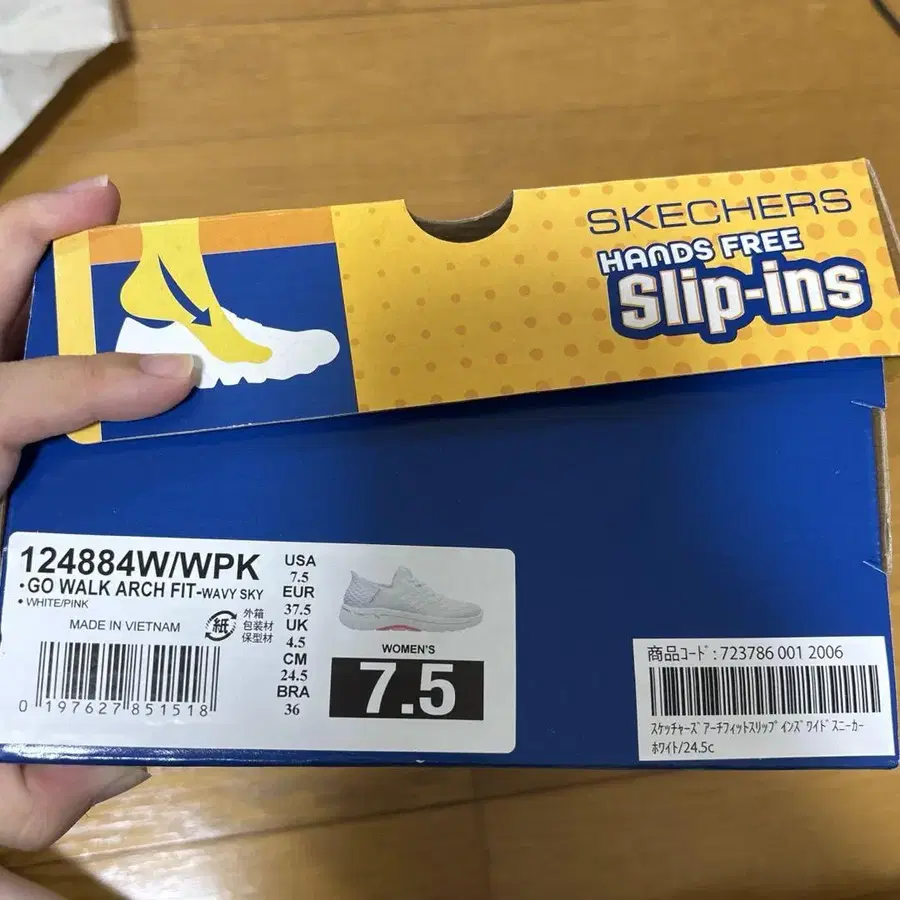 SKECHERS
HANDS FREE
Slip-ins
124884W/WPK
•GO WALK ARCH FIT-WAVY SKY
•WHITE/PINK
MADE IN VIETNAM
紙
外箱
包装材
保型材
0 197627 851518
USA
7.5
EUR
37.5
UK
4.5
CM
24.5
BRA
36
WOMEN'S
7.5
商品コード:723786 001 2006
スケッチャーズ アーチフィットスリップインズ ワイド スニーカー
ホワイト/24.5c